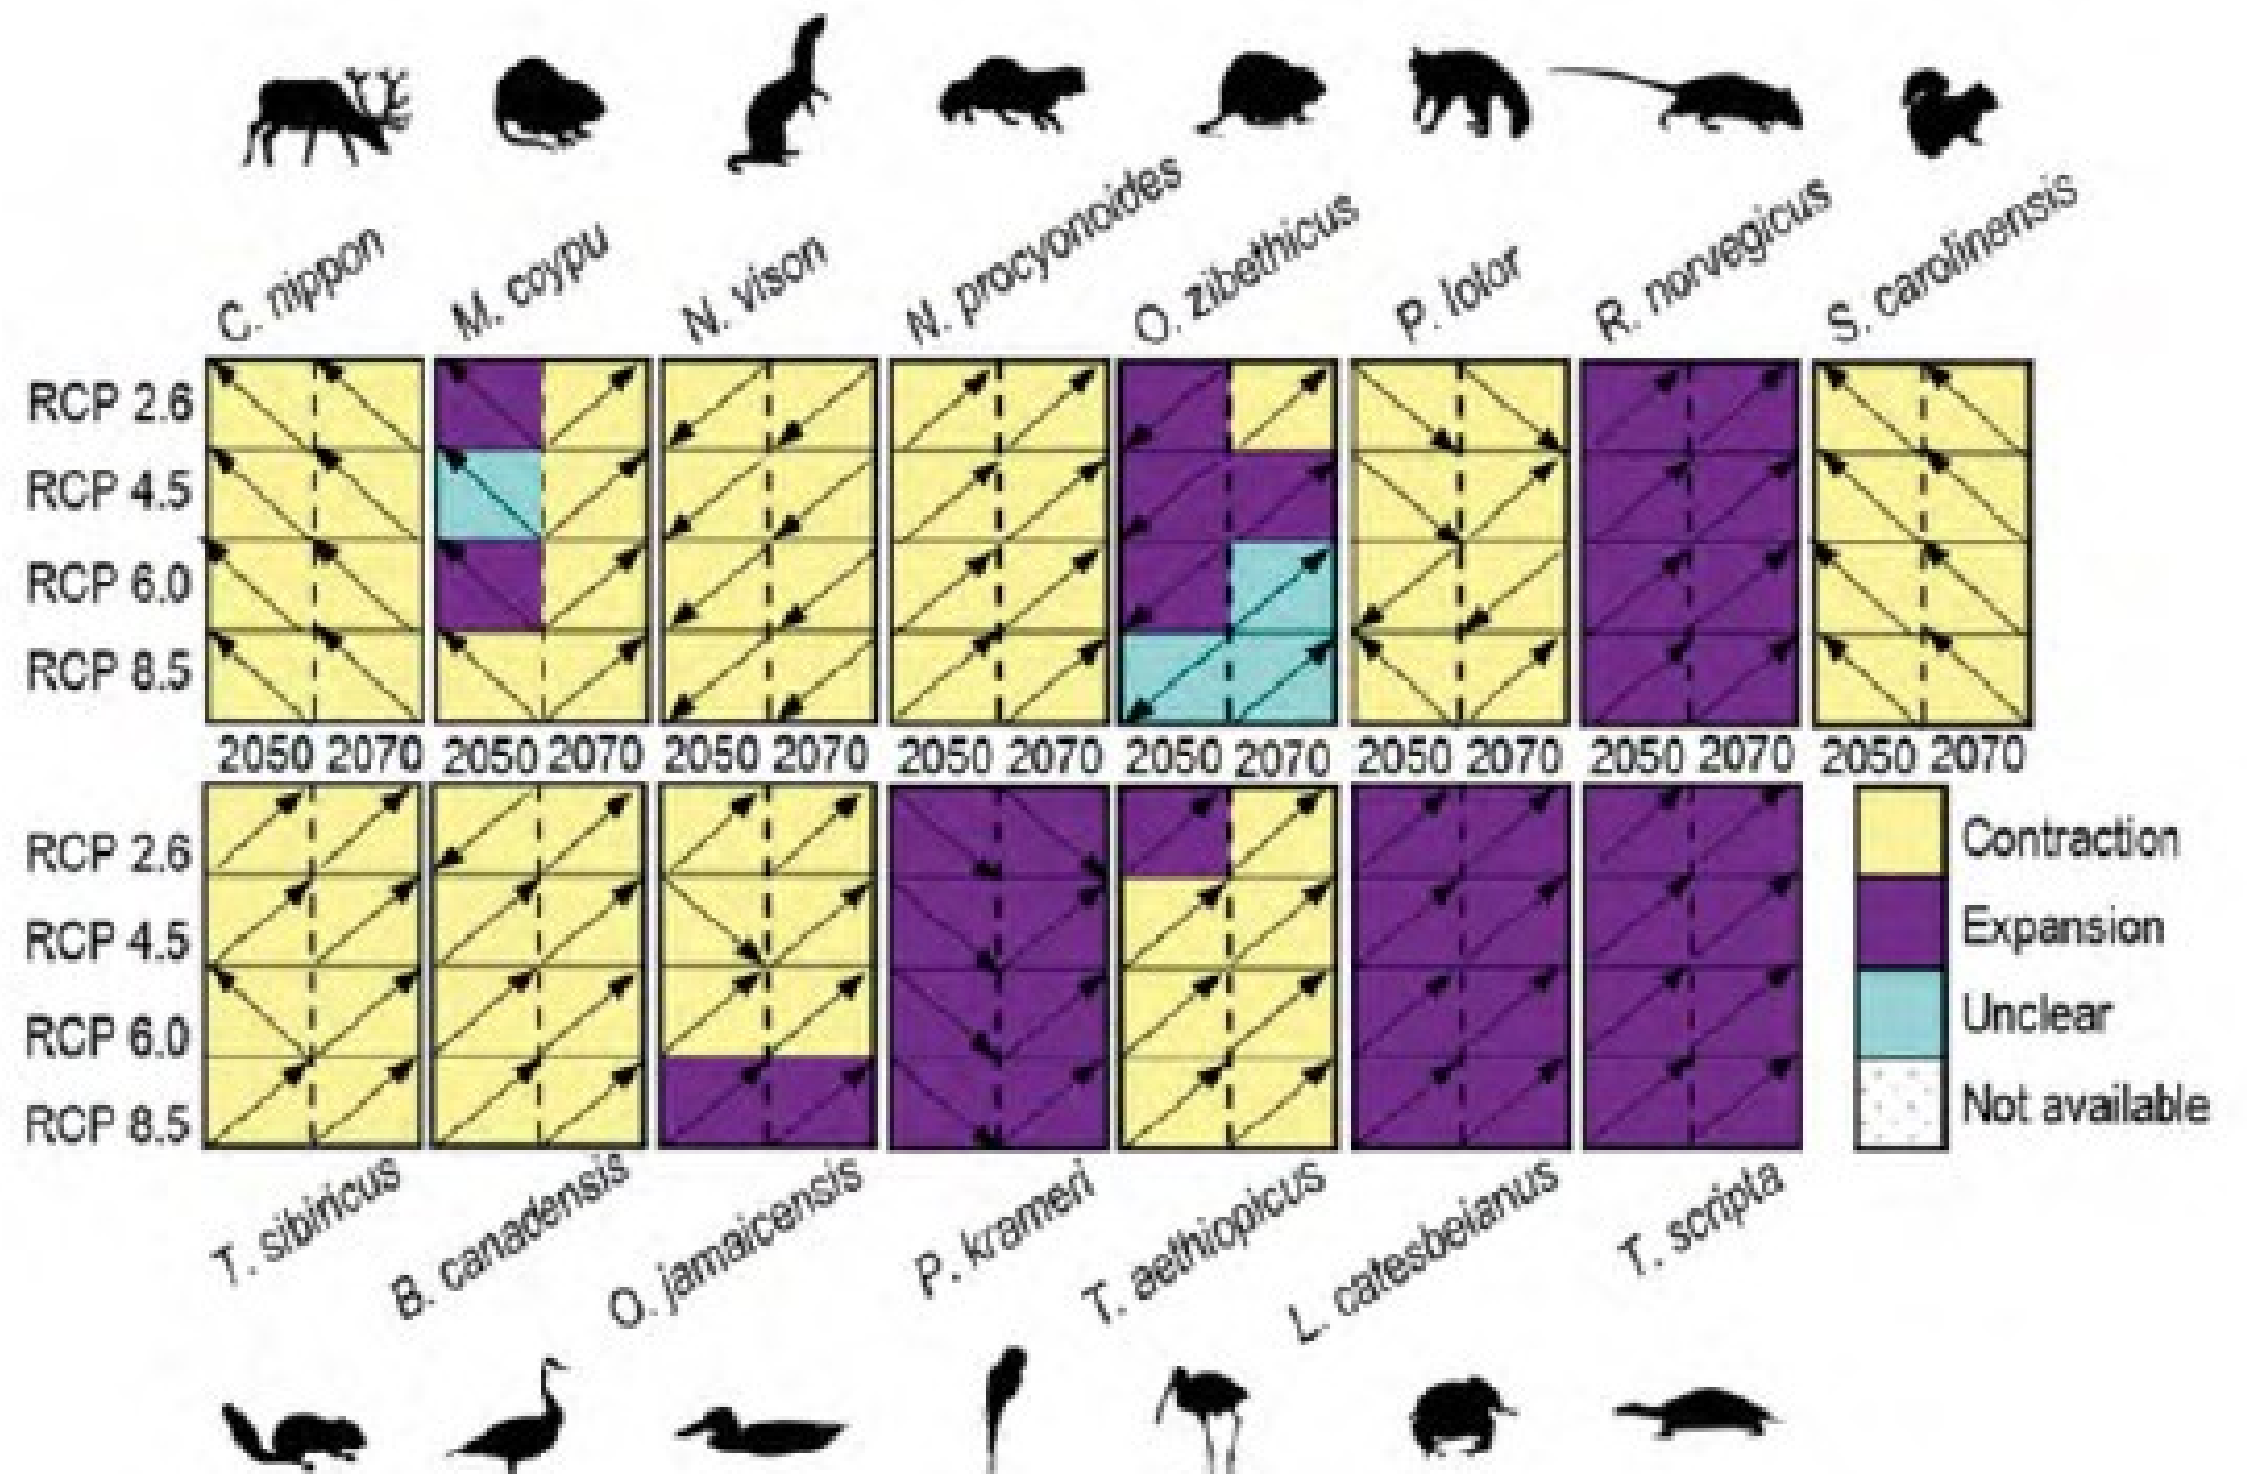 C. nippon
M. coypu
N. vison
N. procyonoides
O. zibethicus
P. lotor
R. norvegicus
S. carolinensis
RCP 2.6
RCP 4.5
RCP 6.0
RCP 8.5
2050 2070 2050 2070 2050 2070 2050 2070 2050 2070 2050 2070 2050 2070 2050 2070
RCP 2.6
RCP 4.5
RCP 6.0
RCP 8.5
Contraction
Expansion
Unclear
Not available
T. sibiricus
B. canadensis
O. jamaicensis
P. krameri
T. aethiopicus
L. catesbeianus
T. scripta